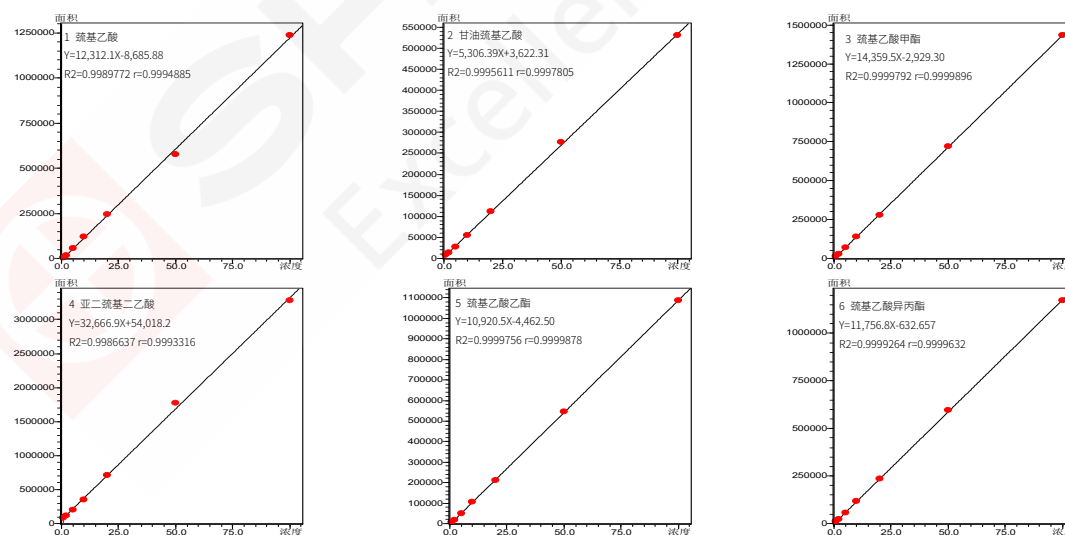 面积
1 巯基乙酸
Y=12,312.1X-8,685.88
R2=0.9989772 r=0.9994885
1250000
1000000
750000
500000
250000
0
0.0 25.0 50.0 75.0 浓度
面积
2 甘油巯基乙酸
Y=5,306.39X+3,622.31
R2=0.9995611 r=0.9997805
550000
500000
450000
400000
350000
300000
250000
200000
150000
100000
50000
0
0.0 25.0 50.0 75.0 浓度
面积
3 巯基乙酸甲酯
Y=14,359.5X-2,929.30
R2=0.9999792 r=0.9999896
1500000
1250000
1000000
750000
500000
250000
0
0.0 25.0 50.0 75.0
面积
4 亚二巯基二乙酸
Y=32,666.9X+54,018.2
R2=0.9986637 r=0.9993316
3000000
2500000
2000000
1500000
1000000
500000
0
0.0 25.0 50.0 75.0 浓度
面积
5 巯基乙酸乙酯
Y=10,920.5X-4,462.50
R2=0.9999756 r=0.9999878
1100000
1000000
900000
800000
700000
600000
500000
400000
300000
200000
100000
0
0.0 25.0 50.0 75.0 浓度
面积
6 巯基乙酸异丙酯
Y=11,756.8X-632.657
R2=0.9999264 r=0.9999632
1000000
750000
500000
250000
0
0.0 25.0 50.0 75.0